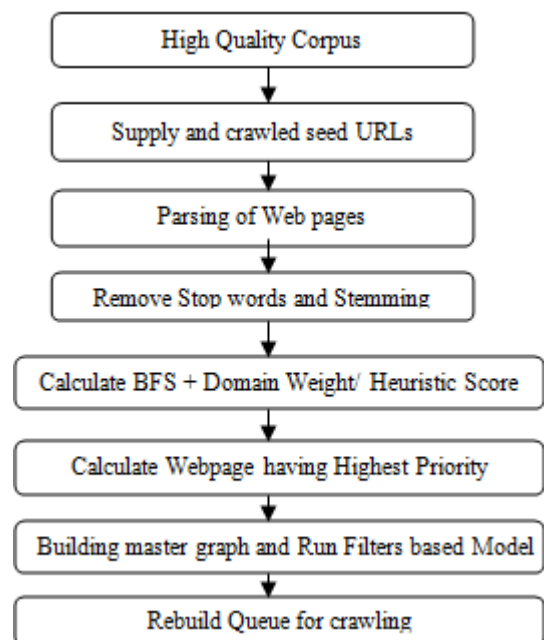 High Quality Corpus
Supply and crawled seed URLs
Parsing of Web pages
Remove Stop words and Stemming
Calculate BFS + Domain Weight/ Heuristic Score
Calculate Webpage having Highest Priority
Building master graph and Run Filters based Model
Rebuild Queue for crawling